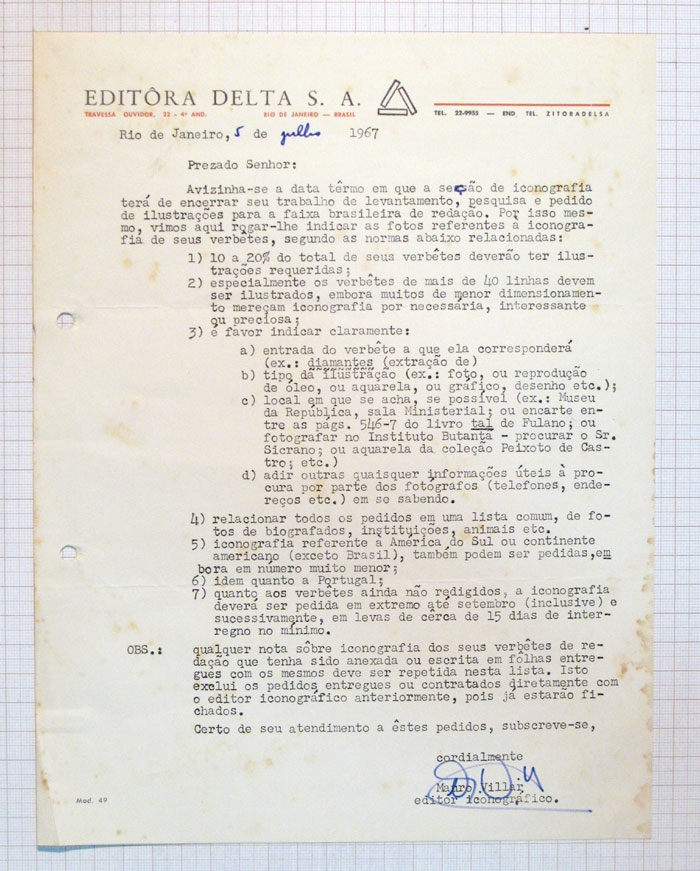 EDITÔRA DELTA S. A.
TRAVESSA OUVIDOR, 22 - 4º AND. RIO DE JANEIRO — BRASIL TEL. 22-9955 — END TEL. ZITORADELSA
Rio de Janeiro, 5 de julho 1967
Prezado Senhor:
Avizinha-se a data têrmo em que a secção de iconografia
terá de encerrar seu trabalho de levantamento, pesquisa e pedido
de ilustrações para a faixa brasileira de redação. Por isso mes-
mo, vimos aqui rogar-lhe indicar as fotos referentes à iconogra-
fia de seus verbêtes, segundo as normas abaixo relacionadas:
1) 10 a 20% do total de seus verbêtes deverão ter ilus-
trações requeridas;
2) especialmente os verbêtes de mais de 40 linhas devem
ser ilustrados, embora muitos de menor dimensionamen-
to mereçam iconografia por necessária, interessante
ou preciosa;
3) é favor indicar claramente:
a) entrada do verbête a que ela corresponderá
(ex.: diamantes (extração de)
b) tipo da ilustração (ex.: foto, ou reprodução
de óleo, ou aquarela, ou gráfico, desenho etc.);
c) local em que se acha, se possível (ex.: Museu
da República, sala Ministerial; ou encarte en-
tre as págs. 546-7 do livro tal de Fulano; ou
fotografar no Instituto Butantã - procurar o Sr.
Sicrano; ou aquarela da coleção Peixoto de Cas-
tro; etc.)
d) adir outras quaisquer informações úteis à pro-
cura por parte dos fotógrafos (telefones, ende-
reços etc.) em se sabendo.
4) relacionar todos os pedidos em uma lista comum, de fo-
tos de biografados, instituições, animais etc.
5) iconografia referente à América do Sul ou continente
americano (exceto Brasil), também podem ser pedidas,em
bora em número muito menor;
6) idem quanto a Portugal;
7) quanto aos verbêtes ainda não redigidos, a iconografia
deverá ser pedida em extremo até setembro (inclusive) e
sucessivamente, em levas de cêrca de 15 dias de inter-
regno no mínimo.
OBS.: qualquer nota sôbre iconografia dos seus verbêtes de re-
dação que tenha sido anexada ou escrita em fôlhas entre-
gues com os mesmos deve ser repetida nesta lista. Isto
exclui os pedidos entregues ou contratados diretamente com
o editor iconográfico anteriormente, pois já estarão fi-
chados.
Certo de seu atendimento a êstes pedidos, subscreve-se,
cordialmente
Mauro Villar
editor iconográfico.
Mod. 49